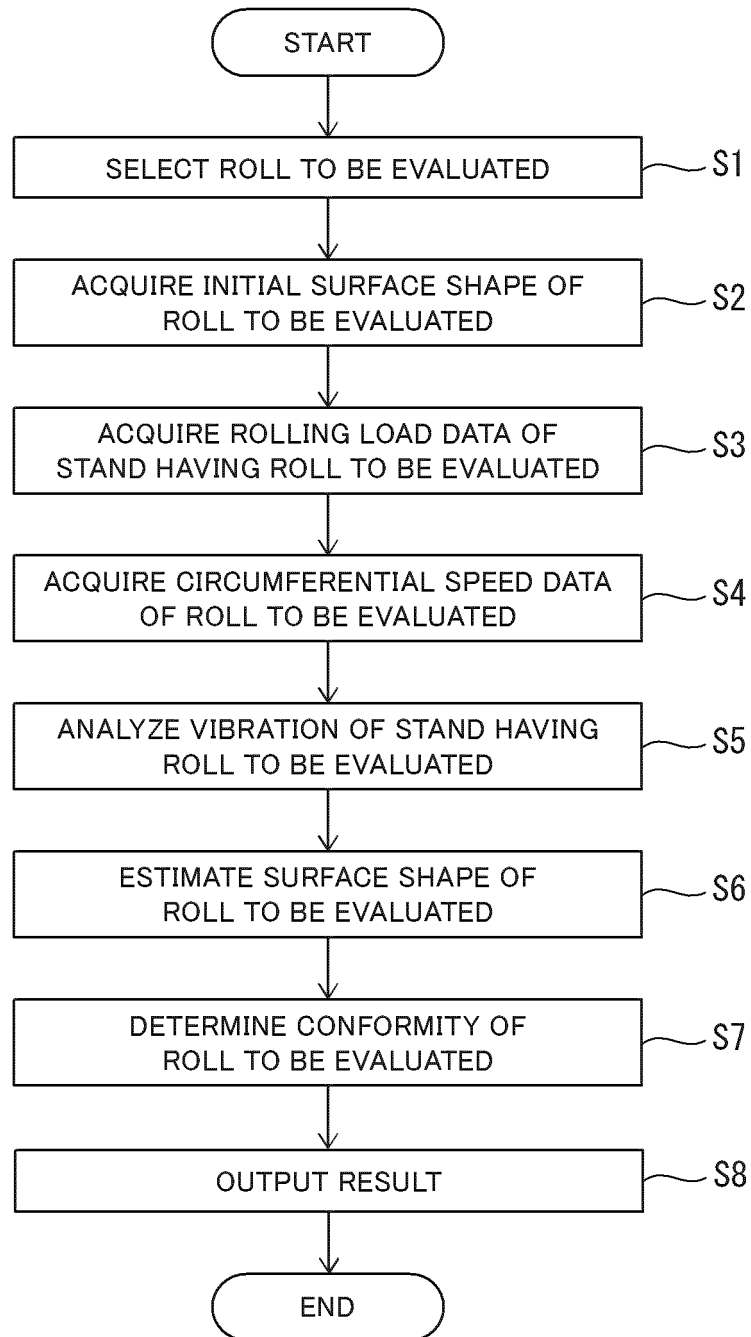 START
SELECT ROLL TO BE EVALUATED
S1
ACQUIRE INITIAL SURFACE SHAPE OF
ROLL TO BE EVALUATED
S2
ACQUIRE ROLLING LOAD DATA OF
STAND HAVING ROLL TO BE EVALUATED
S3
ACQUIRE CIRCUMFERENTIAL SPEED DATA
OF ROLL TO BE EVALUATED
S4
ANALYZE VIBRATION OF STAND HAVING
ROLL TO BE EVALUATED
S5
ESTIMATE SURFACE SHAPE OF
ROLL TO BE EVALUATED
S6
DETERMINE CONFORMITY OF
ROLL TO BE EVALUATED
S7
OUTPUT RESULT
S8
END